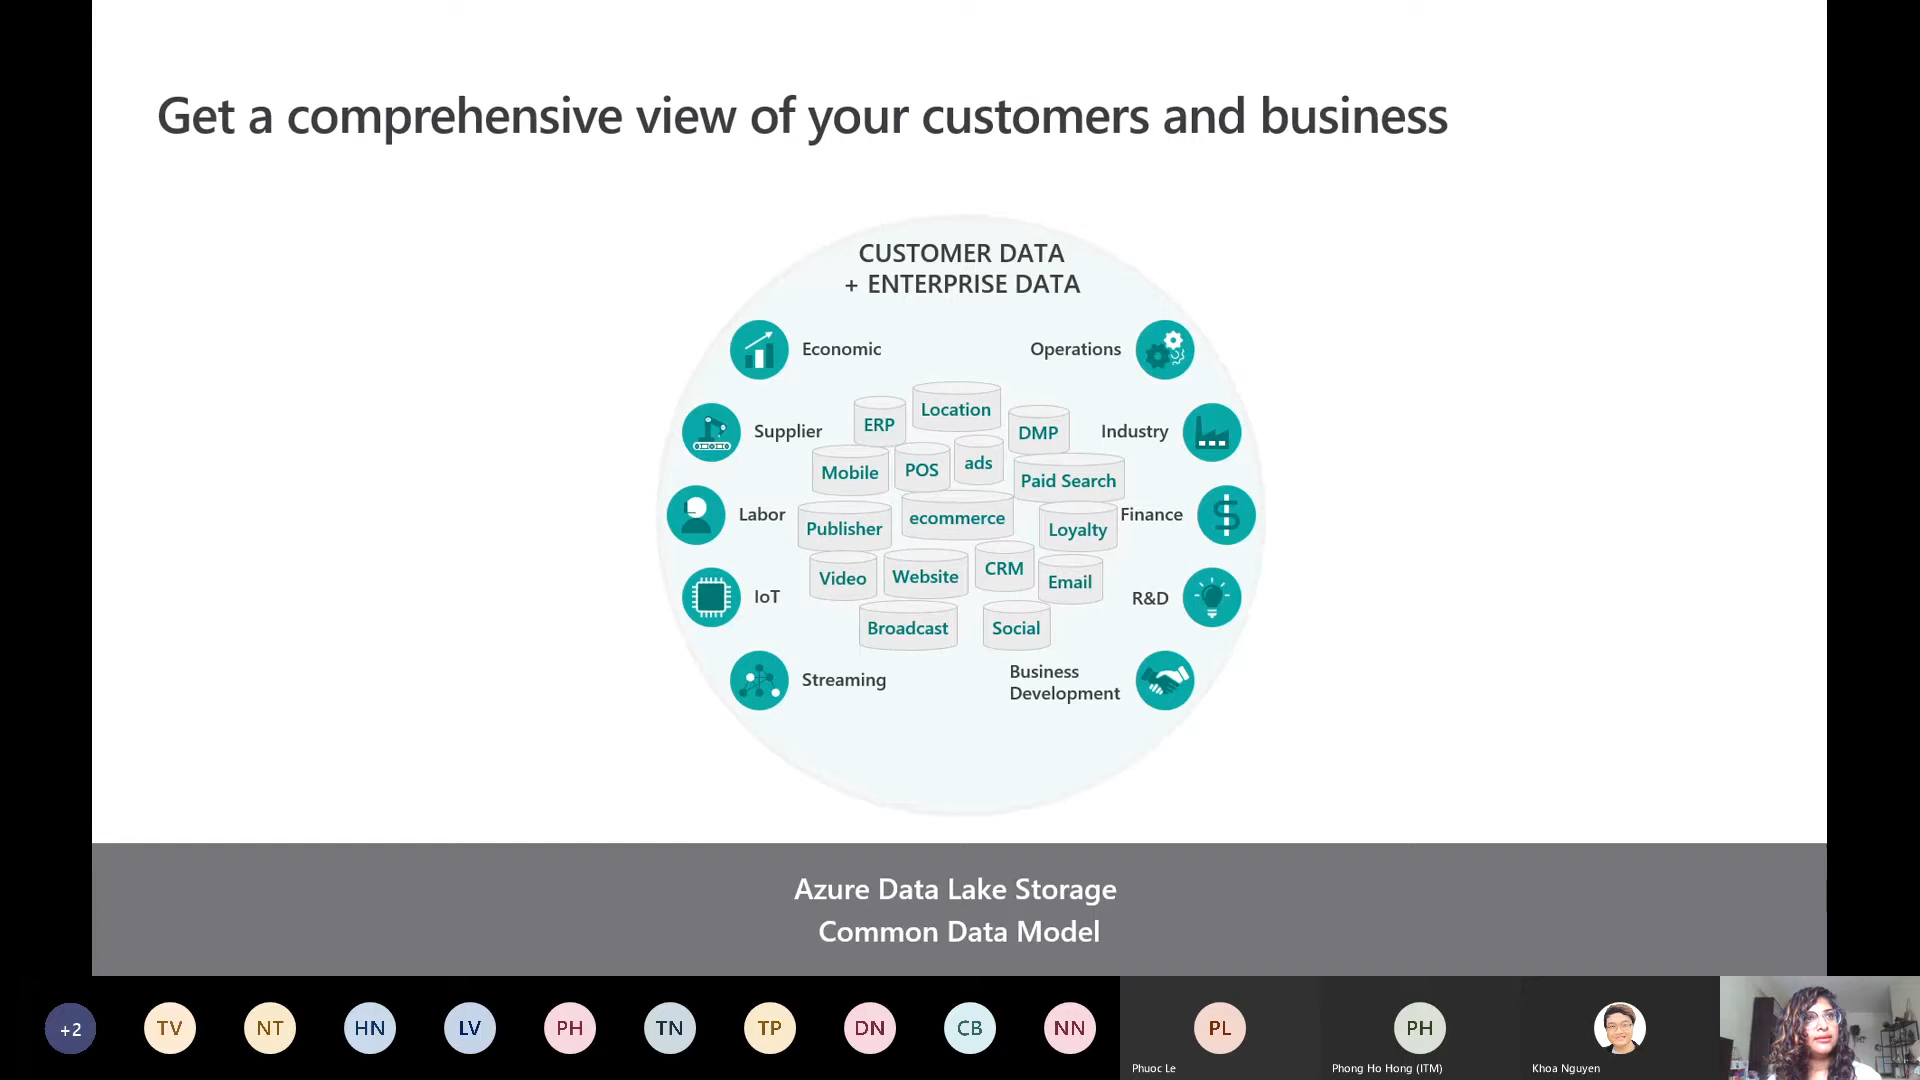 Get a comprehensive view of your customers and business
CUSTOMER DATA
+ ENTERPRISE DATA
Economic
Operations
Supplier
Industry
Labor
Finance
IoT
R&D
Streaming
Business
Development
ERP
Location
DMP
Mobile
POS
ads
Paid Search
Publisher
ecommerce
Loyalty
Video
Website
CRM
Email
Broadcast
Social
Azure Data Lake Storage
Common Data Model
+2
TV
NT
HN
LV
PH
TN
TP
DN
CB
NN
PL
Phuoc Le
PH
Phong Ho Hong (ITM)
Khoa Nguyen